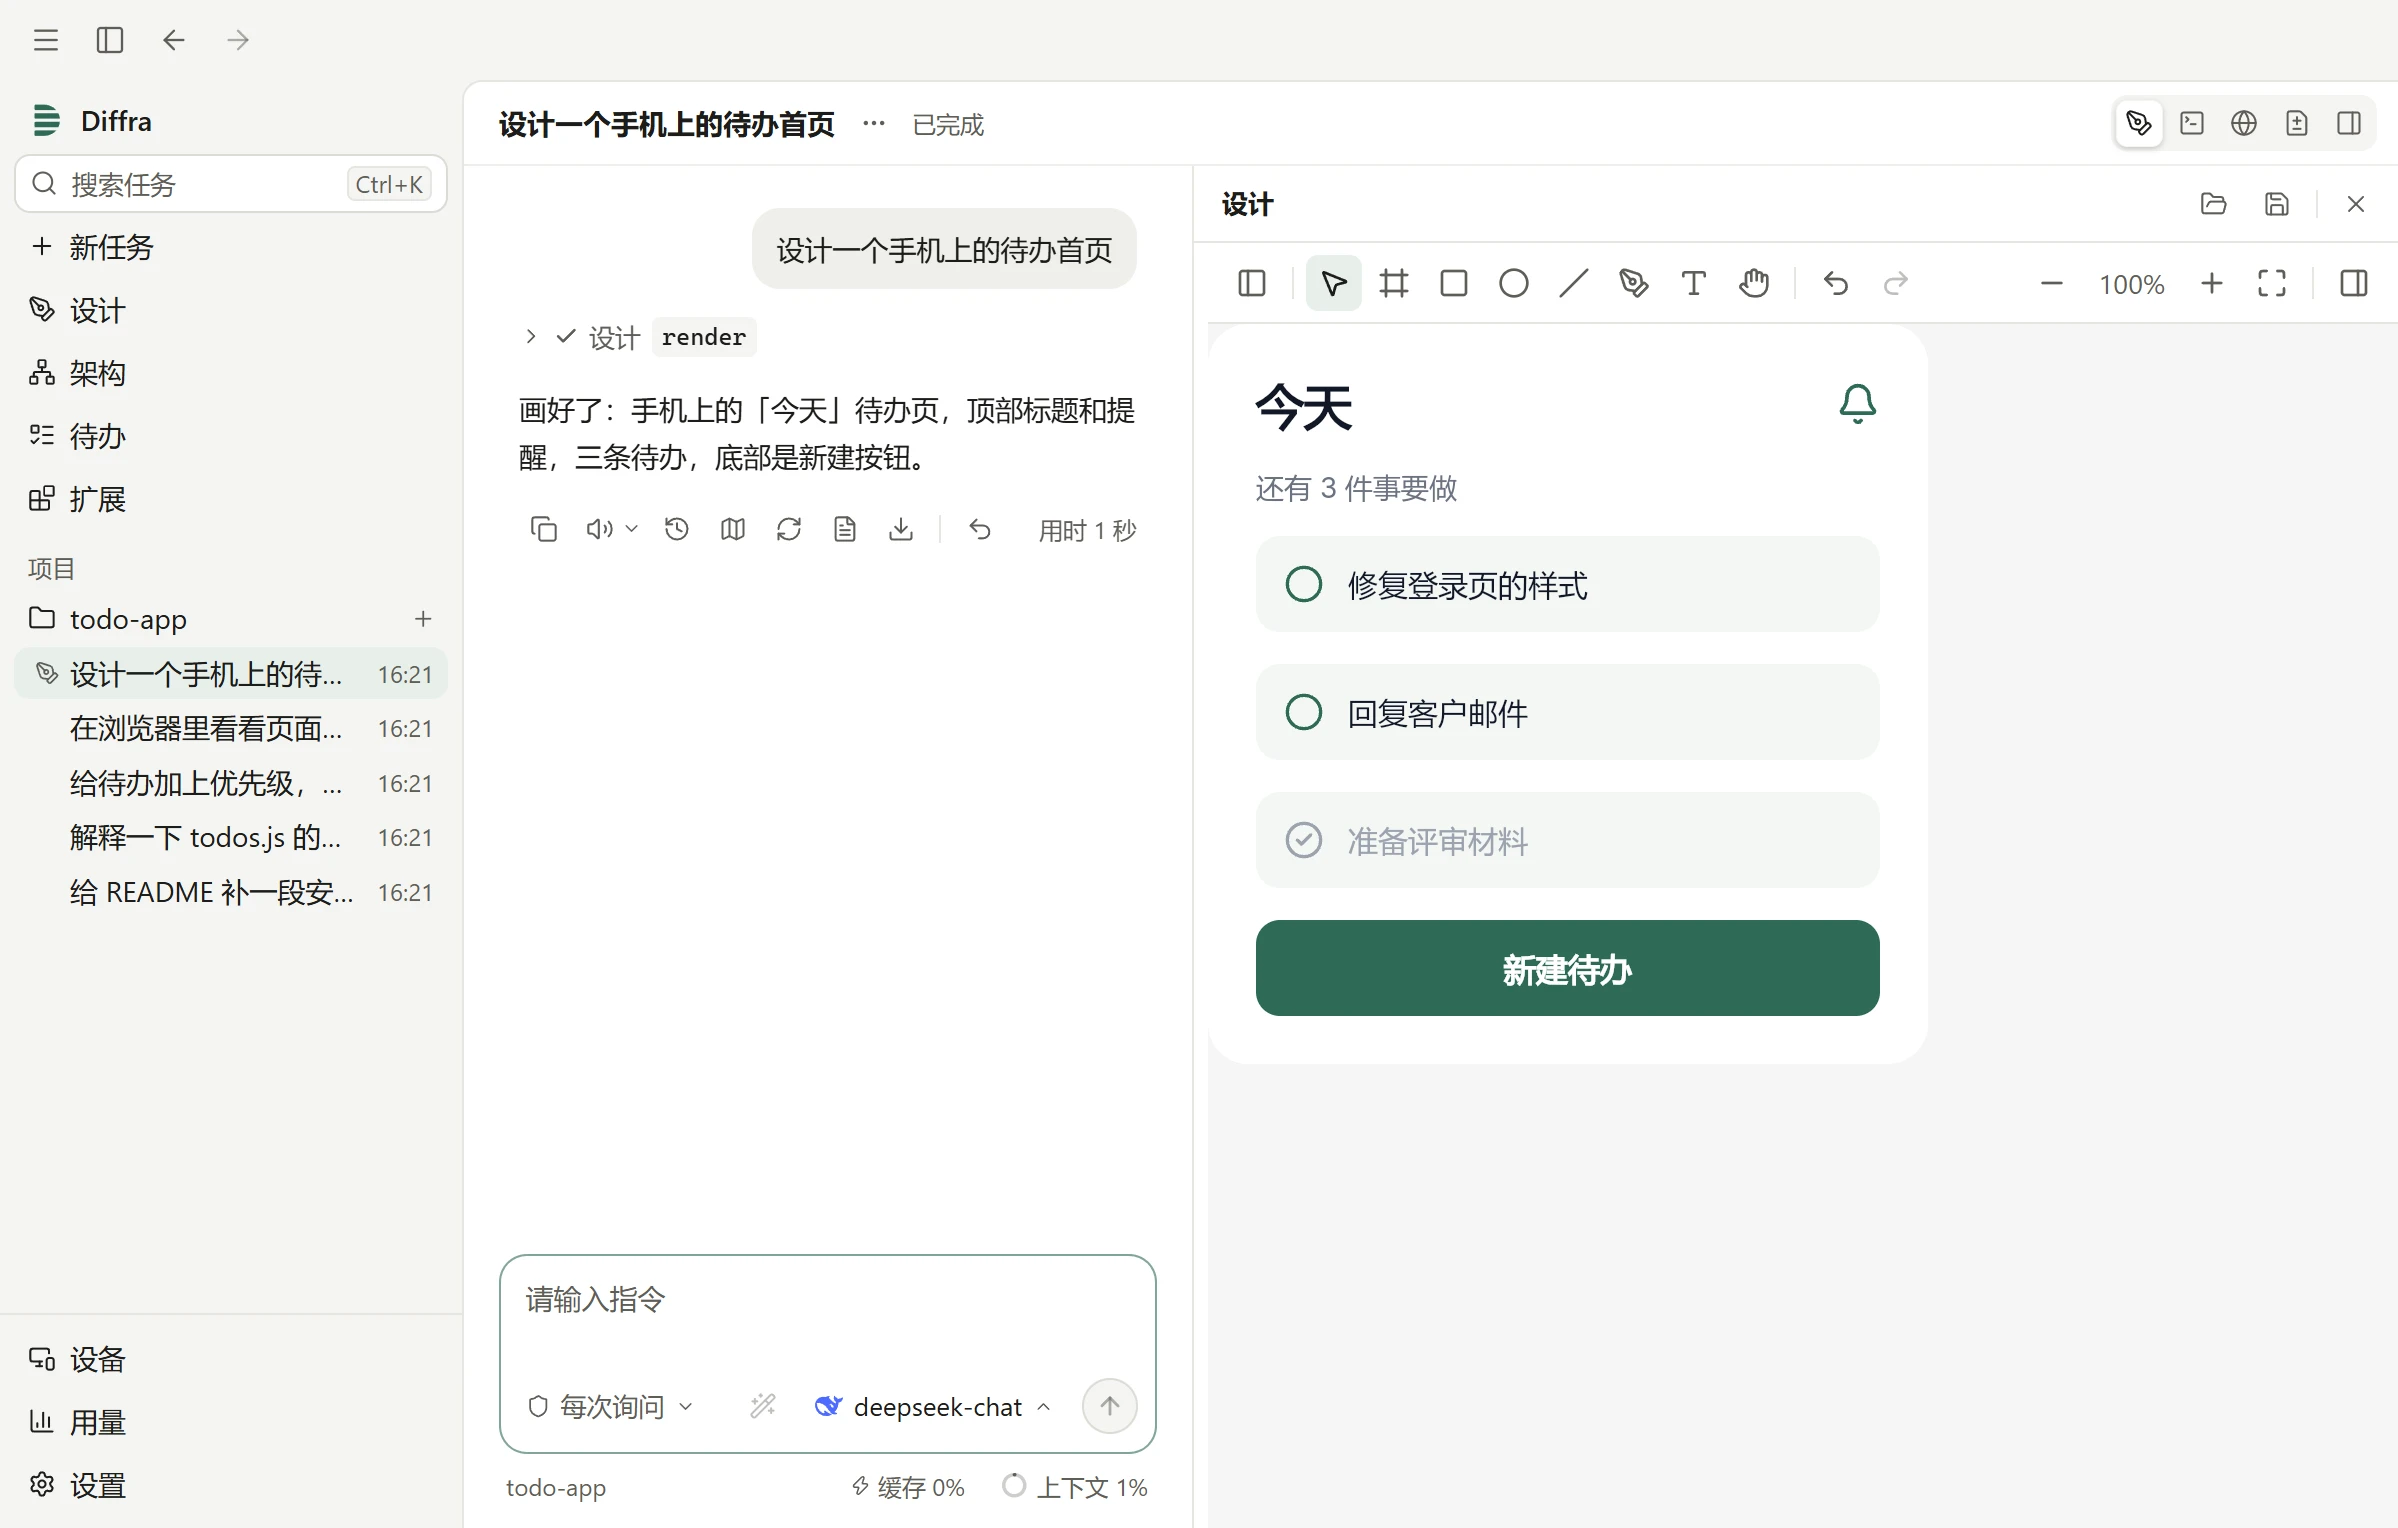 Diffra
搜索任务 Ctrl+K
新任务
设计
架构
待办
扩展
项目
todo-app
设计一个手机上的待... 16:21
在浏览器里看看页面... 16:21
给待办加上优先级，... 16:21
解释一下 todos.js 的... 16:21
给 README 补一段安... 16:21
设备
用量
设置
设计一个手机上的待办首页 ··· 已完成
设计一个手机上的待办首页
设计 render
画好了：手机上的「今天」待办页，顶部标题和提
醒，三条待办，底部是新建按钮。
用时 1 秒
请输入指令
每次询问 deepseek-chat
todo-app 缓存 0% 上下文 1%
设计
100%
今天
还有 3 件事要做
修复登录页的样式
回复客户邮件
准备评审材料
新建待办